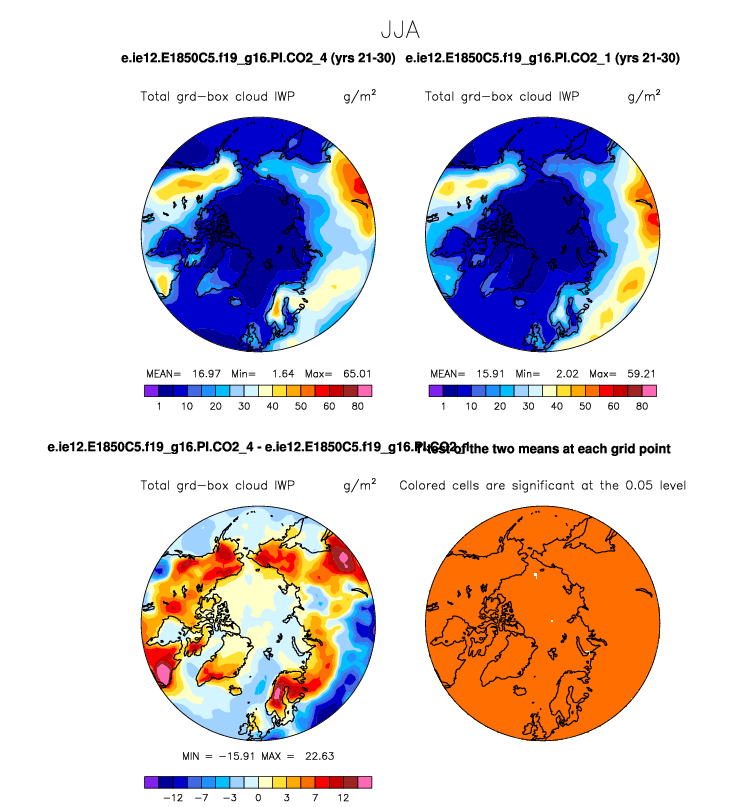 JJA
e.ie12.E1850C5.f19_g16.PI.CO2_4 (yrs 21-30) e.ie12.E1850C5.f19_g16.PI.CO2_1 (yrs 21-30)
Total grd-box cloud IWP g/m² Total grd-box cloud IWP g/m²
MEAN= 16.97 Min= 1.64 Max= 65.01 MEAN= 15.91 Min= 2.02 Max= 59.21
1 10 20 30 40 50 60 80 1 10 20 30 40 50 60 80
e.ie12.E1850C5.f19_g16.PI.CO2_4 - e.ie12.E1850C5.f19_g16.PI.CO2_1 T-test of the two means at each grid point
Total grd-box cloud IWP g/m² Colored cells are significant at the 0.05 level
MIN = -15.91 MAX = 22.63
-12 -7 -3 0 3 7 12